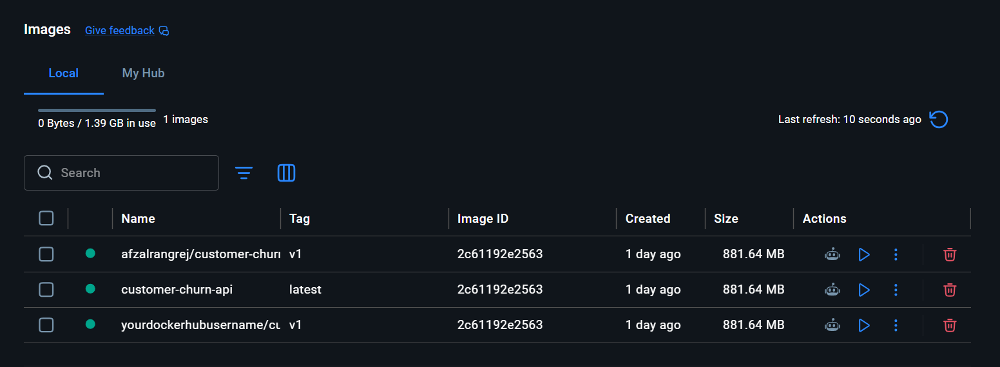 Images Give feedback
Local My Hub
0 Bytes / 1.39 GB in use 1 images Last refresh: 10 seconds ago
Search
Name Tag Image ID Created Size Actions
afzalrangrej/customer-churn v1 2c61192e2563 1 day ago 881.64 MB
customer-churn-api latest 2c61192e2563 1 day ago 881.64 MB
yourdockerhubusername/cu v1 2c61192e2563 1 day ago 881.64 MB